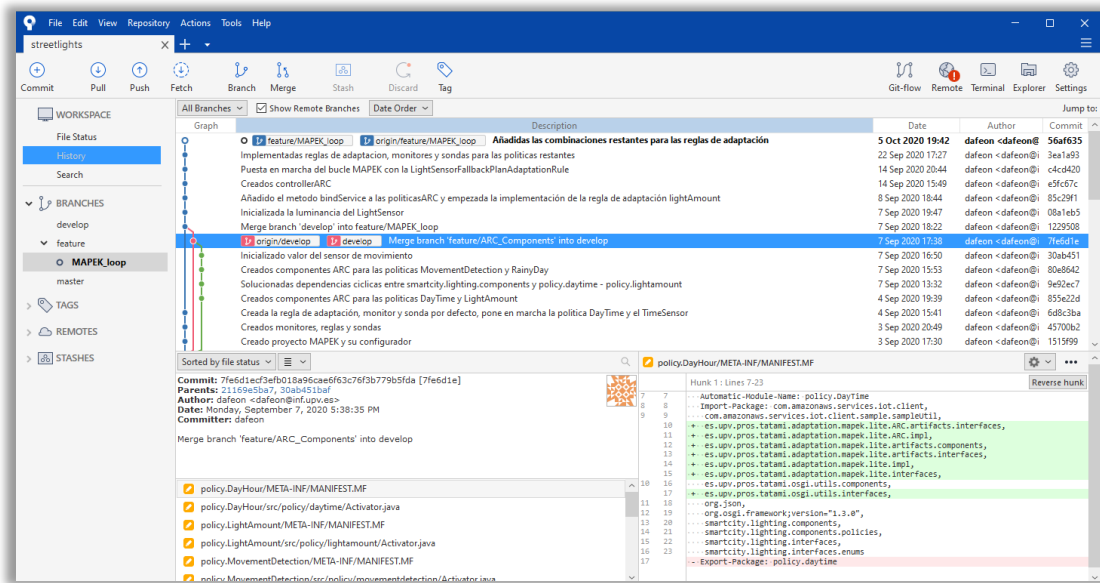 File Edit View Repository Actions Tools Help
streetlights
Commit Pull Push Fetch Branch Merge Stash Discard Tag Git-flow Remote Terminal Explorer Settings
WORKSPACE
File Status
History
Search
BRANCHES
develop
feature
MAPEK_loop
master
TAGS
REMOTES
STASHES
All Branches Show Remote Branches Date Order Jump to:
Graph Description Date Author Commit
feature/MAPEK_loop origin/feature/MAPEK_loop Añadidas las combinaciones restantes para las reglas de adaptación 5 Oct 2020 19:42 dafeon <dafeon@ 56af635
Implementadas reglas de adaptacion, monitores y sondas para las politicas restantes 22 Sep 2020 17:27 dafeon <dafeon@i 3ea1a93
Puesta en marcha del bucle MAPEK con la LightSensorFallbackPlanAdaptationRule 14 Sep 2020 20:44 dafeon <dafeon@i c4cd420
Creados controllerARC 14 Sep 2020 15:49 dafeon <dafeon@i e5fc67c
Añadido el metodo bindService a las politicasARC y empezada la implementación de la regla de adaptación lightAmount 8 Sep 2020 18:44 dafeon <dafeon@i 85c29f1
Inicializada la luminancia del LightSensor 7 Sep 2020 19:47 dafeon <dafeon@i 08a1eb5
Merge branch 'develop' into feature/MAPEK_loop 7 Sep 2020 18:22 dafeon <dafeon@i 1229508
origin/develop develop Merge branch 'feature/ARC_Components' into develop 7 Sep 2020 17:38 dafeon <dafeon@i 7fe6d1e
Inicializado valor del sensor de movimiento 7 Sep 2020 16:50 dafeon <dafeon@i 30ab451
Creados componentes ARC para las politicas MovementDetection y RainyDay 7 Sep 2020 15:53 dafeon <dafeon@i 80e8642
Solucionadas dependencias ciclicas entre smartcity.lighting.components y policy.daytime - policy.lightamount 7 Sep 2020 13:32 dafeon <dafeon@i 9e92ec7
Creados componentes ARC para las politicas DayTime y LightAmount 4 Sep 2020 19:39 dafeon <dafeon@i 855e22d
Creada la regla de adaptación, monitor y sonda por defecto, pone en marcha la politica DayTime y el TimeSensor 4 Sep 2020 15:41 dafeon <dafeon@i 6d8c3ba
Creados monitores, reglas y sondas 3 Sep 2020 20:49 dafeon <dafeon@i 45700b2
Creado proyecto MAPEK y su configurador 3 Sep 2020 17:30 dafeon <dafeon@i 1515f99
Sorted by file status
Commit: 7fe6d1ecf3efb018a96cae6f63c76f3b779b5fda [7fe6d1e]
Parents: 21169e5ba7, 30ab451baf
Author: dafeon <dafeon@inf.upv.es>
Date: Monday, September 7, 2020 5:38:35 PM
Committer: dafeon
Merge branch 'feature/ARC_Components' into develop
policy.DayHour/META-INF/MANIFEST.MF
policy.DayHour/src/policy/daytime/Activator.java
policy.LightAmount/META-INF/MANIFEST.MF
policy.LightAmount/src/policy/lightamount/Activator.java
policy.MovementDetection/META-INF/MANIFEST.MF
policy.MovementDetection/src/policy/movementdetection/Activator.java
policy.DayHour/META-INF/MANIFEST.MF
Hunk 1 : Lines 7-23 Reverse hunk
7 7 Automatic-Module-Name: policy.DayTime
8 8 Import-Package: com.amazonaws.services.iot.client,
9 9 com.amazonaws.services.iot.client.sample.sampleUtil,
10 + es.upv.pros.tatami.adaptation.mapek.lite.ARC.artifacts.interfaces,
11 + es.upv.pros.tatami.adaptation.mapek.lite.ARC.impl,
12 + es.upv.pros.tatami.adaptation.mapek.lite.artifacts.components,
13 + es.upv.pros.tatami.adaptation.mapek.lite.artifacts.interfaces,
14 + es.upv.pros.tatami.adaptation.mapek.lite.impl,
15 + es.upv.pros.tatami.adaptation.mapek.lite.interfaces,
10 16 es.upv.pros.tatami.osgi.utils.components,
17 + es.upv.pros.tatami.osgi.utils.interfaces,
11 18 org.json,
12 19 org.osgi.framework;version="1.3.0",
13 20 smartcity.lighting.components,
14 21 smartcity.lighting.components.policies,
15 22 smartcity.lighting.interfaces,
16 23 smartcity.lighting.interfaces.enums
17 - Export-Package: policy.daytime